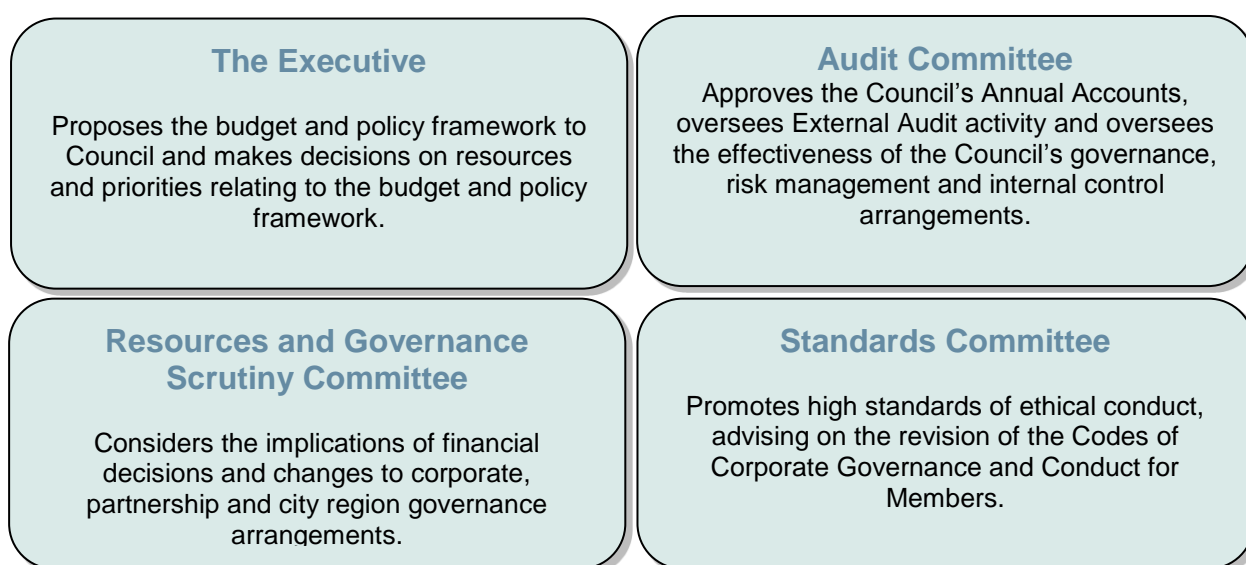 The Executive
Proposes the budget and policy framework to
Council and makes decisions on resources
and priorities relating to the budget and policy
framework.
Audit Committee
Approves the Council’s Annual Accounts,
oversees External Audit activity and oversees
the effectiveness of the Council’s governance,
risk management and internal control
arrangements.
Resources and Governance
Scrutiny Committee
Considers the implications of financial
decisions and changes to corporate,
partnership and city region governance
arrangements.
Standards Committee
Promotes high standards of ethical conduct,
advising on the revision of the Codes of
Corporate Governance and Conduct for
Members.